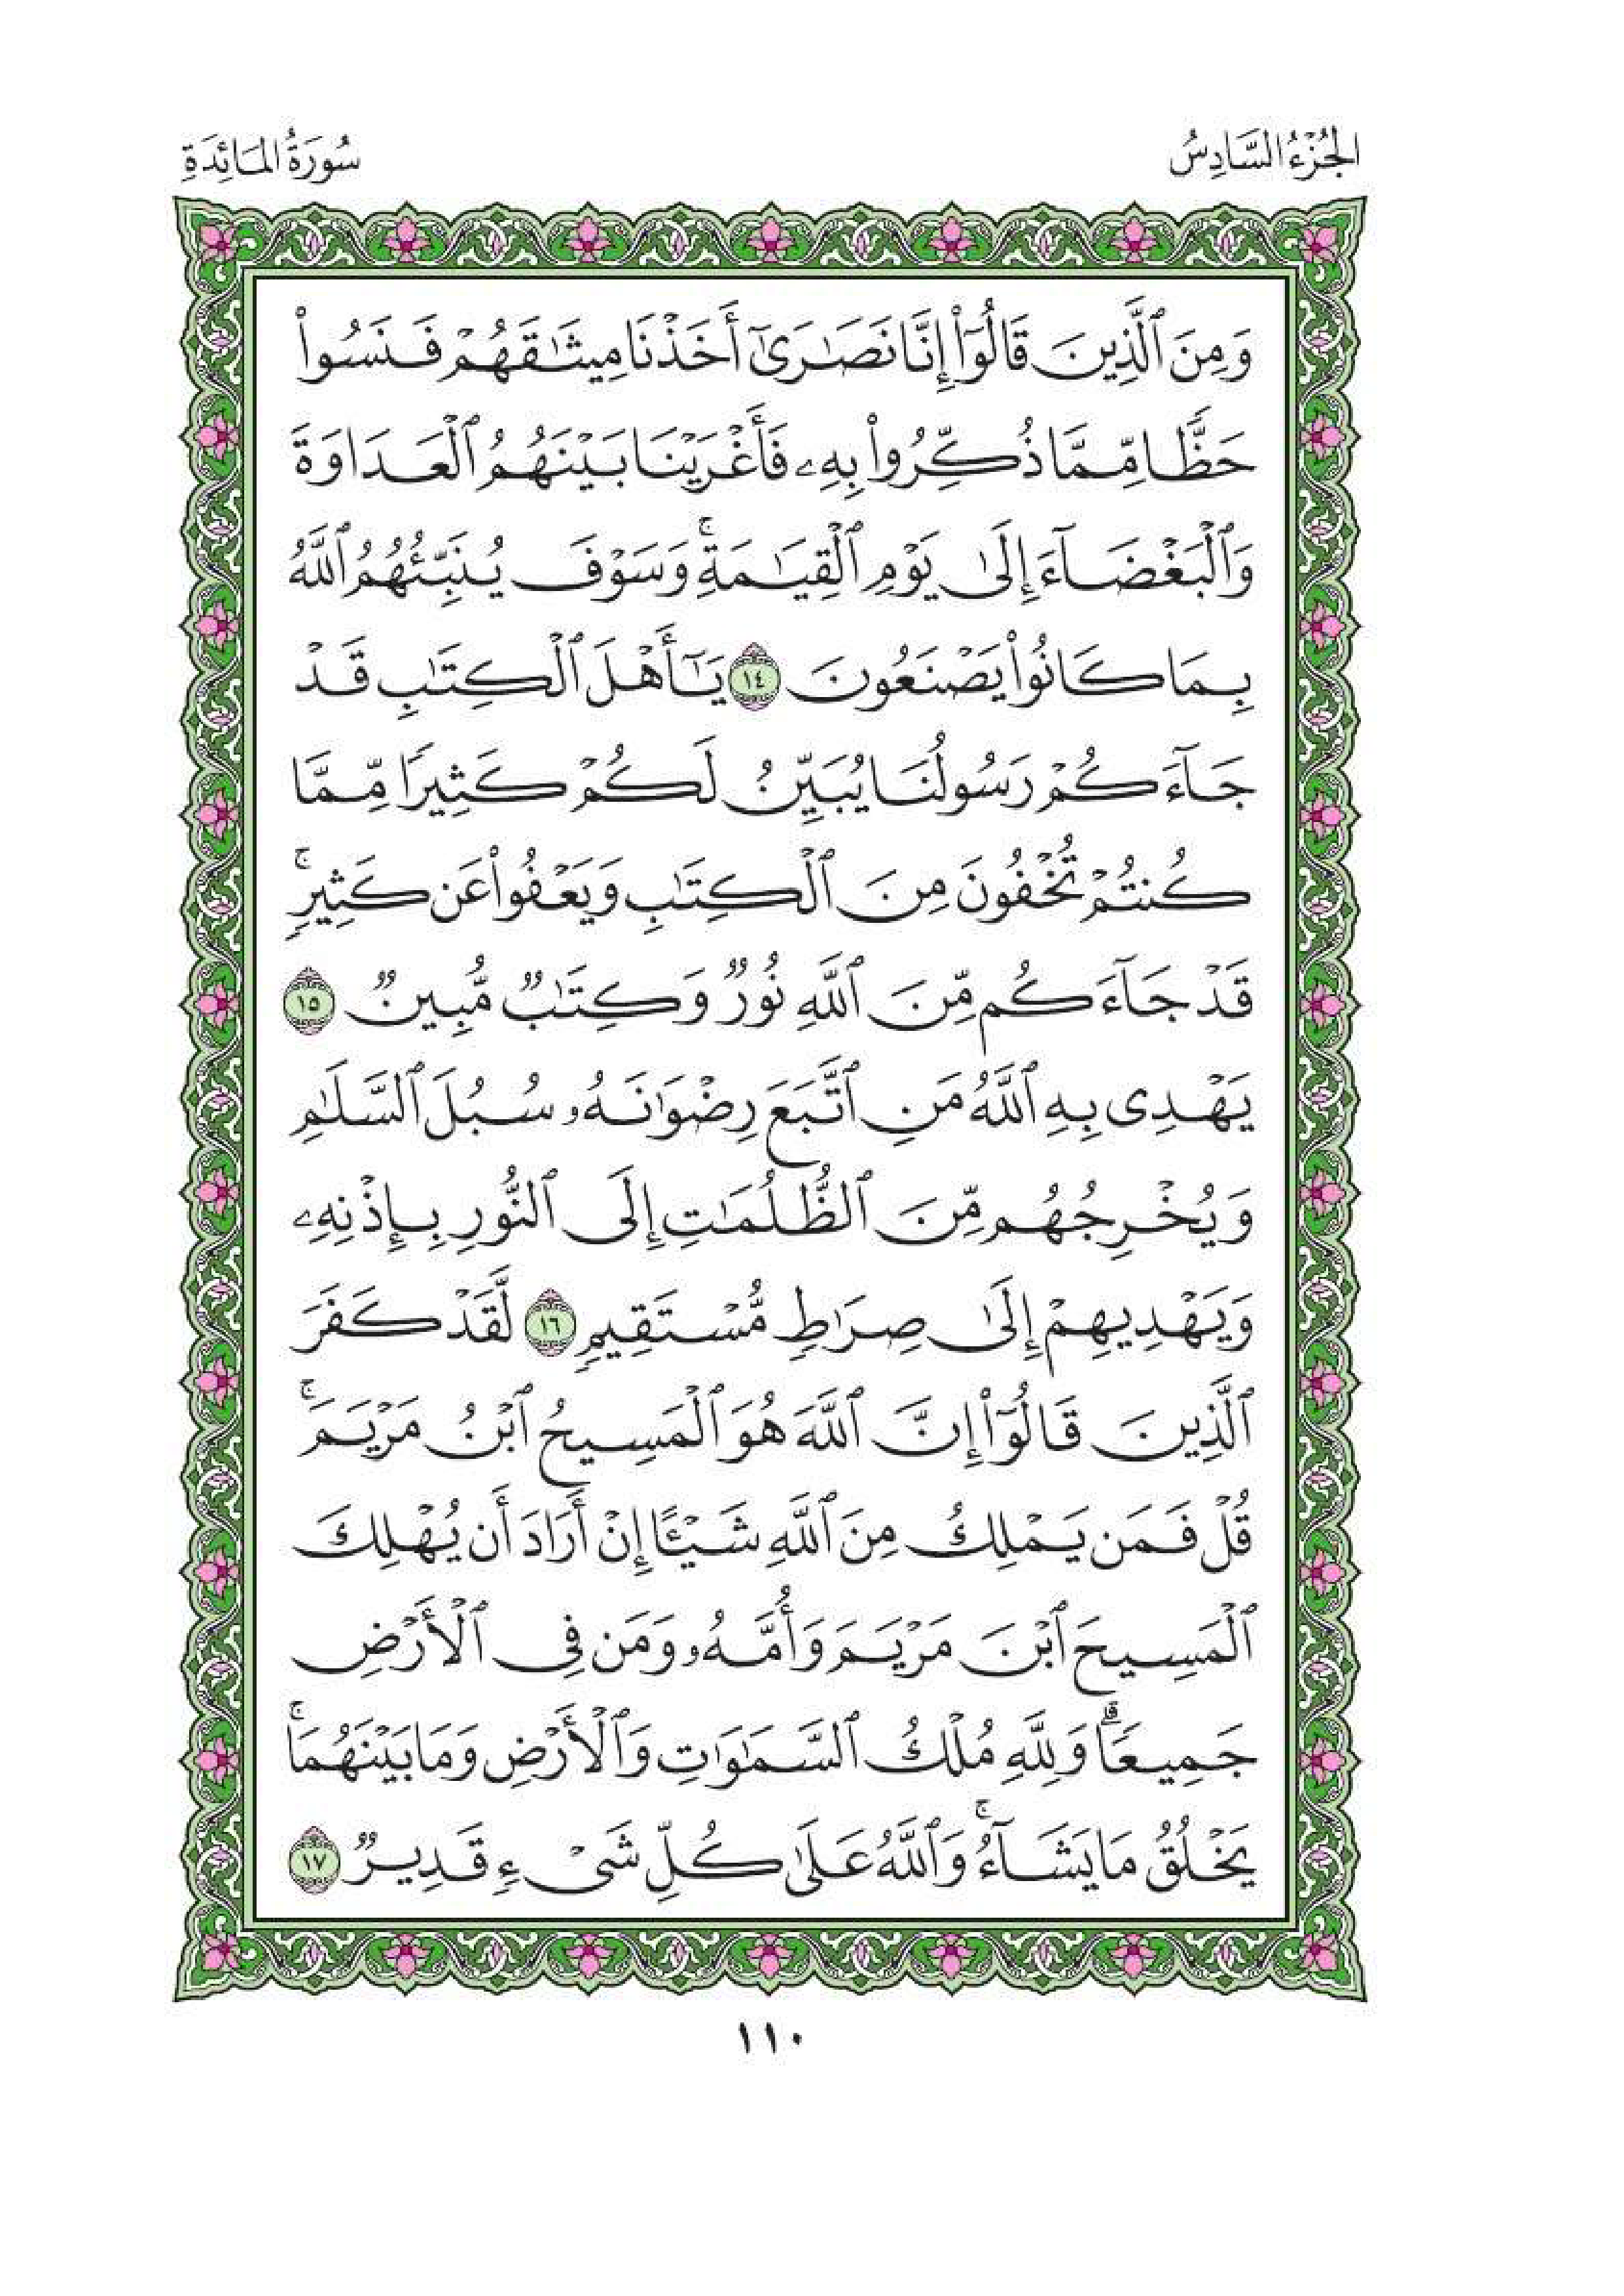 الجُزْءُ السَّادِسُ
سُورَةُ المَائِدَةِ
وَمِنَ ٱلَّذِينَ قَالُوٓاْ إِنَّا نَصَٰرَىٰٓ أَخَذْنَا مِيثَٰقَهُمْ فَنَسُواْ
حَظًّا مِّمَّا ذُكِّرُواْ بِهِۦ فَأَغْرَيْنَا بَيْنَهُمُ ٱلْعَدَاوَةَ
وَٱلْبَغْضَآءَ إِلَىٰ يَوْمِ ٱلْقِيَٰمَةِۚ وَسَوْفَ يُنَبِّئُهُمُ ٱللَّهُ
بِمَا كَانُواْ يَصْنَعُونَ ١٤ يَٰٓأَهْلَ ٱلْكِتَٰبِ قَدْ
جَآءَكُمْ رَسُولُنَا يُبَيِّنُ لَكُمْ كَثِيرًا مِّمَّا
كُنتُمْ تُخْفُونَ مِنَ ٱلْكِتَٰبِ وَيَعْفُواْ عَن كَثِيرٍۚ
قَدْ جَآءَكُم مِّنَ ٱللَّهِ نُورٌ وَكِتَٰبٌ مُّبِينٌ ١٥
يَهْدِى بِهِ ٱللَّهُ مَنِ ٱتَّبَعَ رِضْوَٰنَهُۥ سُبُلَ ٱلسَّلَٰمِ
وَيُخْرِجُهُم مِّنَ ٱلظُّلُمَٰتِ إِلَى ٱلنُّورِ بِإِذْنِهِۦ
وَيَهْدِيهِمْ إِلَىٰ صِرَٰطٍ مُّسْتَقِيمٍ ١٦ لَّقَدْ كَفَرَ
ٱلَّذِينَ قَالُوٓاْ إِنَّ ٱللَّهَ هُوَ ٱلْمَسِيحُ ٱبْنُ مَرْيَمَۚ
قُلْ فَمَن يَمْلِكُ مِنَ ٱللَّهِ شَيْـًٔا إِنْ أَرَادَ أَن يُهْلِكَ
ٱلْمَسِيحَ ٱبْنَ مَرْيَمَ وَأُمَّهُۥ وَمَن فِى ٱلْأَرْضِ
جَمِيعًاۗ وَلِلَّهِ مُلْكُ ٱلسَّمَٰوَٰتِ وَٱلْأَرْضِ وَمَا بَيْنَهُمَاۚ
يَخْلُقُ مَا يَشَآءُۚ وَٱللَّهُ عَلَىٰ كُلِّ شَىْءٍ قَدِيرٌ ١٧
١١٠